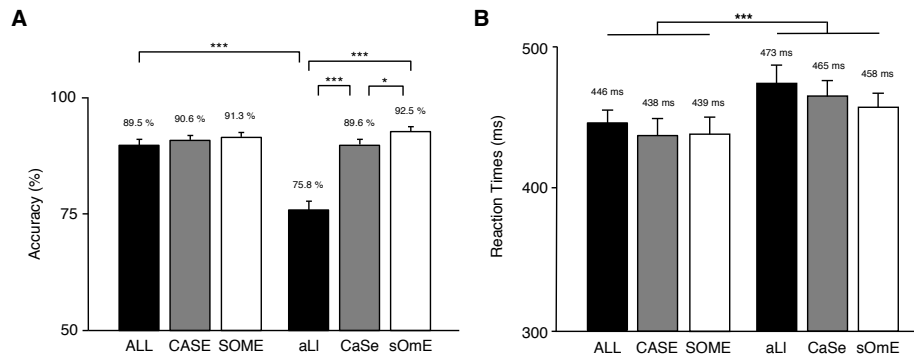 A
***
***
*** *
100
89.5 % 90.6 % 91.3 % 89.6 % 92.5 %
75.8 %
75
50
Accuracy (%)
ALL CASE SOME aLl CaSe sOmE
B
***
500
446 ms 438 ms 439 ms 473 ms 465 ms 458 ms
400
300
Reaction Times (ms)
ALL CASE SOME aLl CaSe sOmE